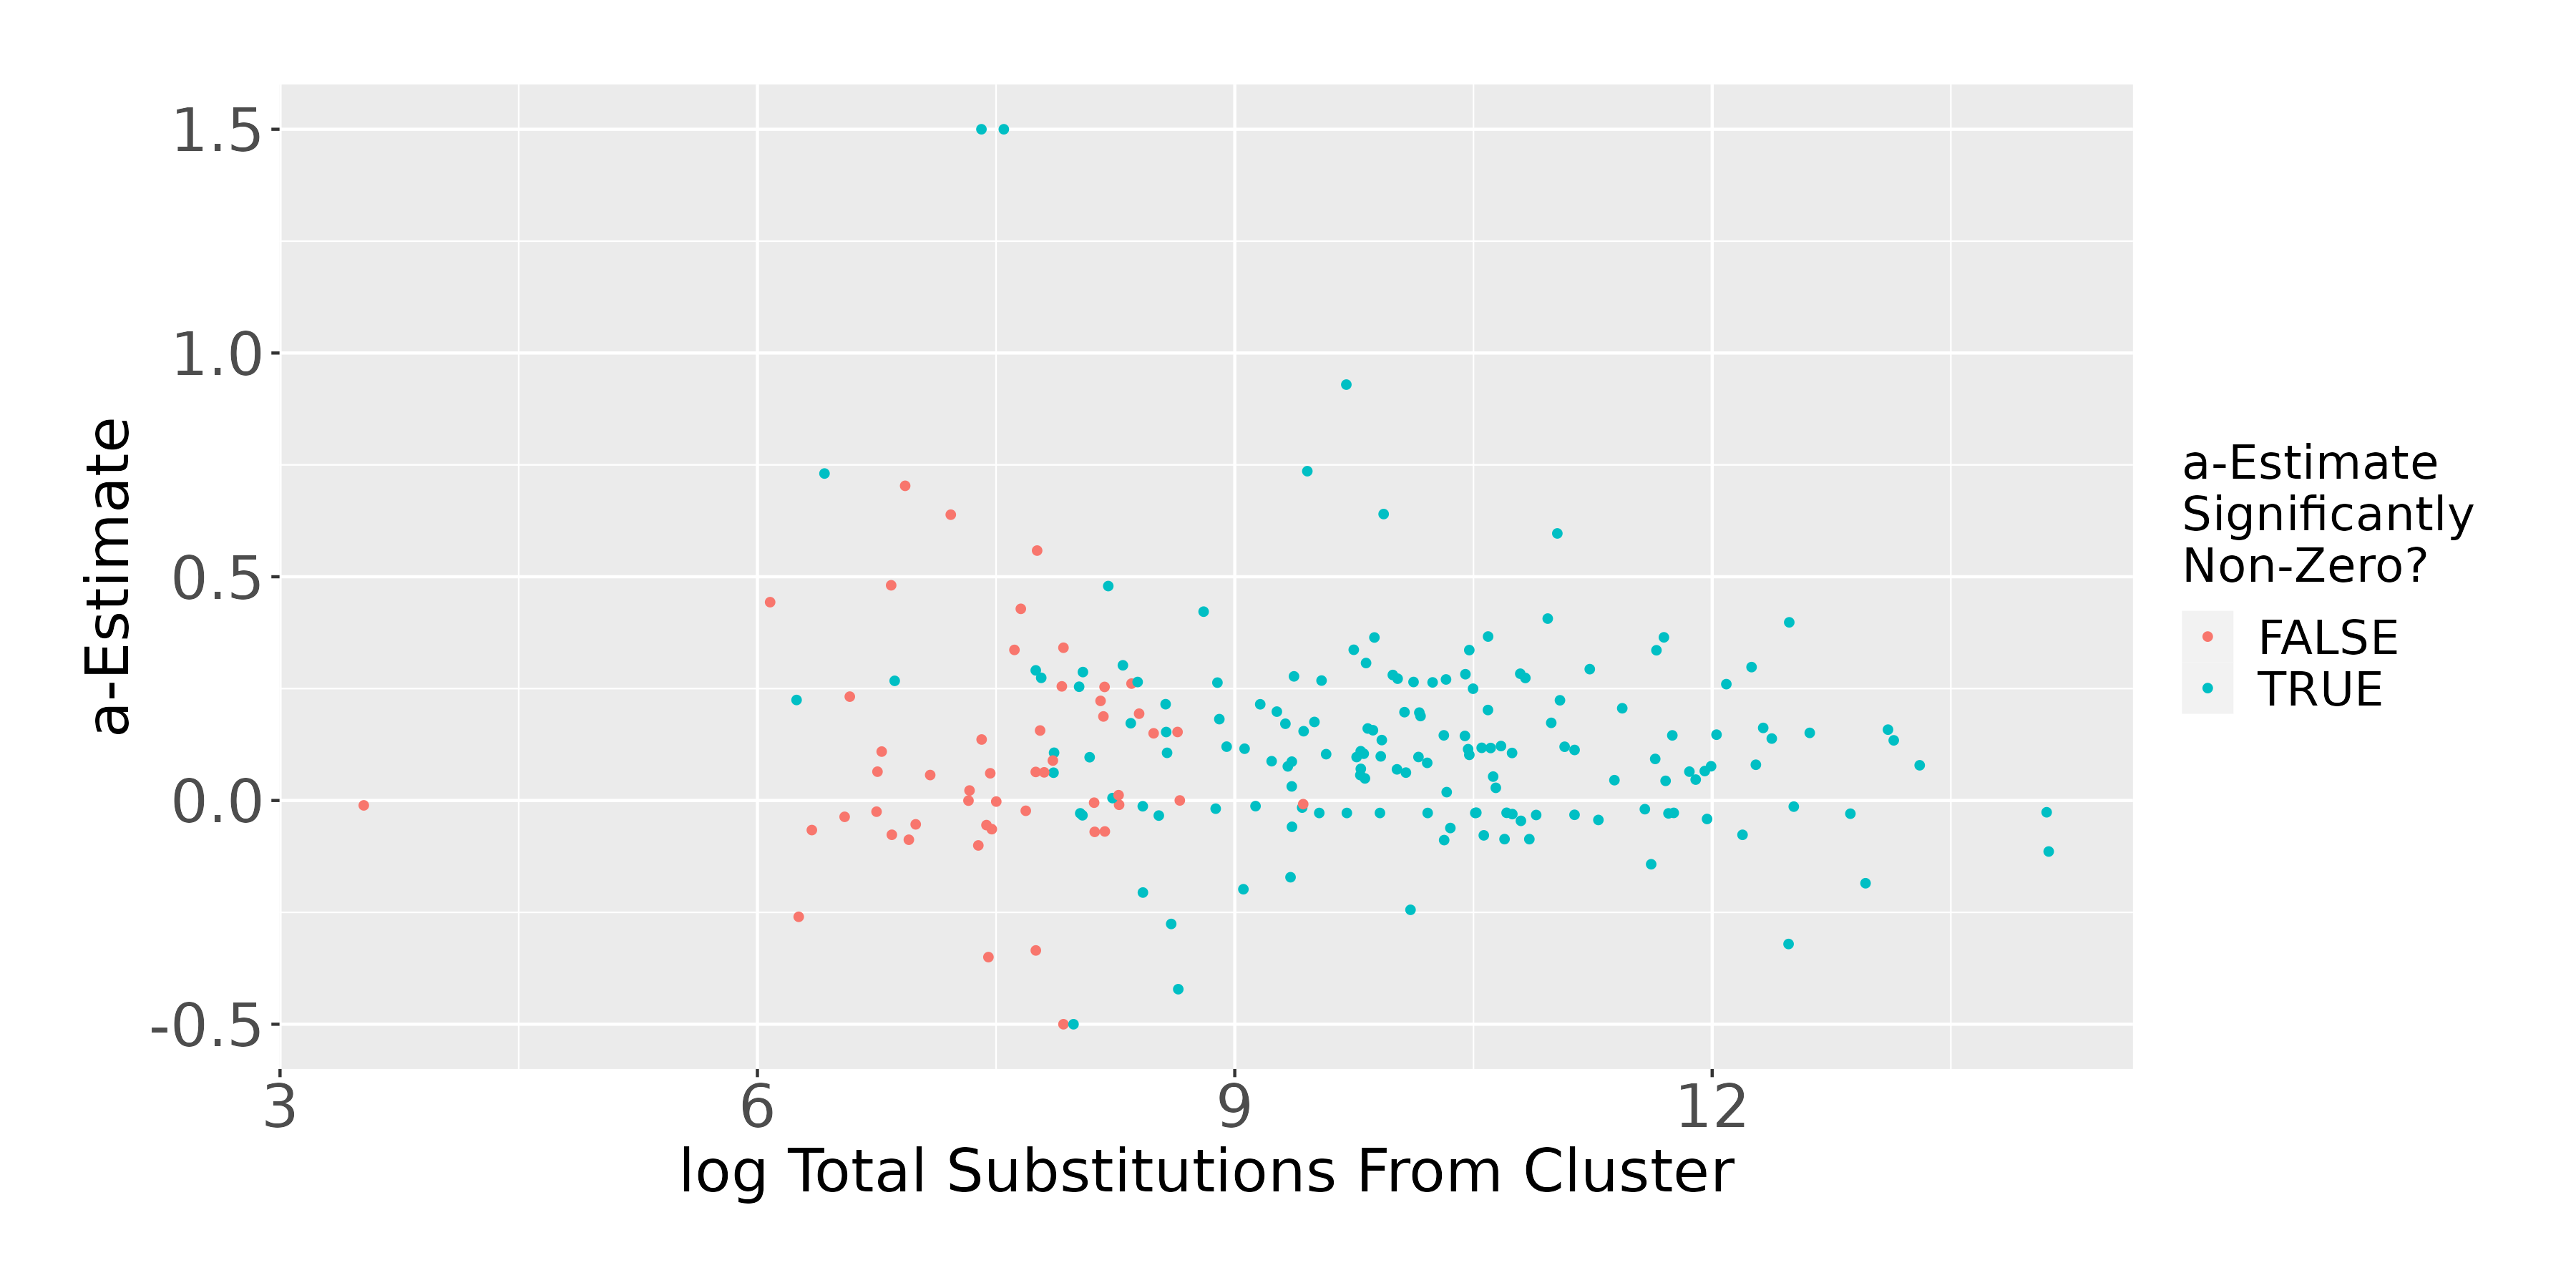 1.5
1.0
0.5
0.0
-0.5
a-Estimate
3 6 9 12
log Total Substitutions From Cluster
a-Estimate
Significantly
Non-Zero?
FALSE
TRUE